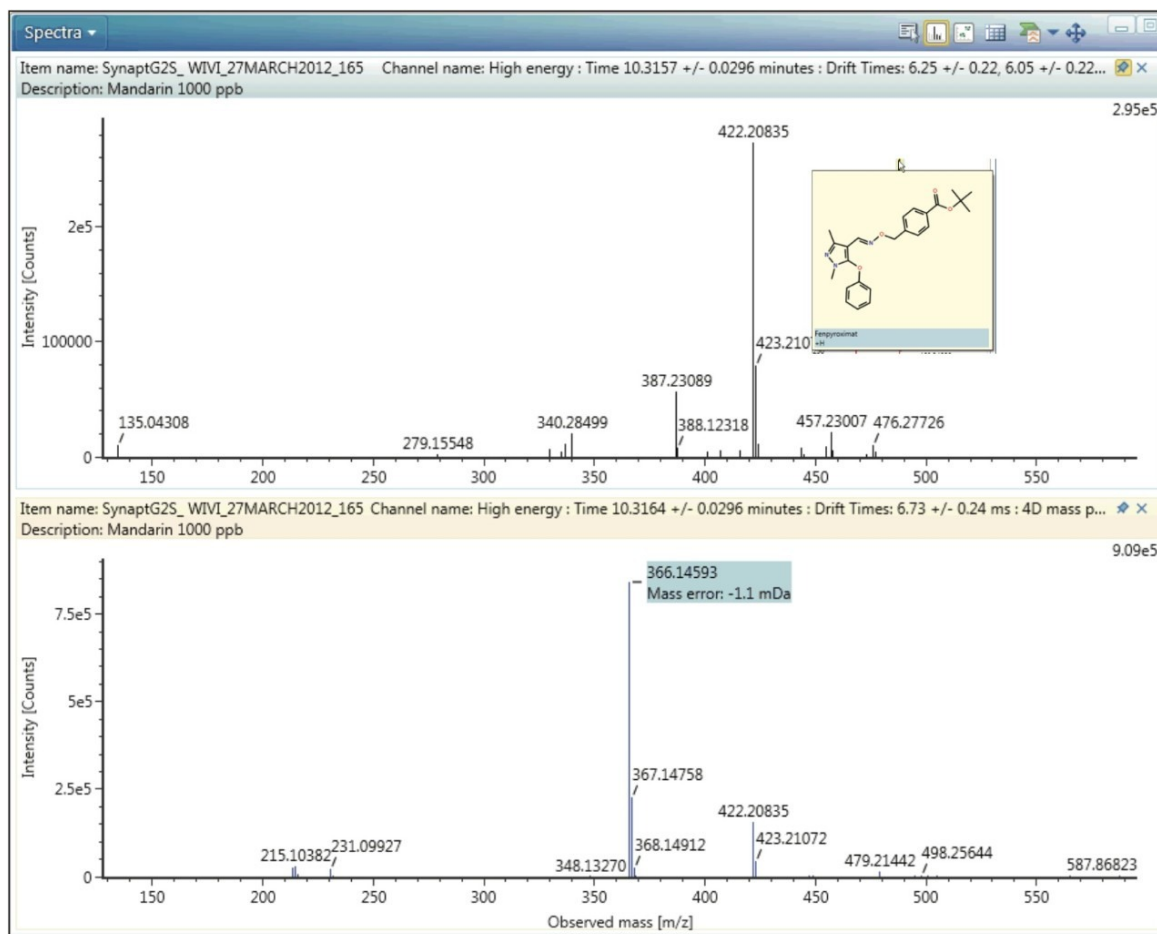 Spectra
Item name: SynaptG2S_ WIVI_27MARCH2012_165 Channel name: High energy : Time 10.3157 +/- 0.0296 minutes : Drift Times: 6.25 +/- 0.22, 6.05 +/- 0.22...
Description: Mandarin 1000 ppb
2.95e5
422.20835
2e5
Intensity [Counts]
100000
0
135.04308
279.15548
340.28499
387.23089
388.12318
423.2107
457.23007
476.27726
Fenpyroximat
+H
150 200 250 300 350 400 450 500 550
Item name: SynaptG2S_ WIVI_27MARCH2012_165 Channel name: High energy : Time 10.3164 +/- 0.0296 minutes : Drift Times: 6.73 +/- 0.24 ms : 4D mass p...
Description: Mandarin 1000 ppb
9.09e5
366.14593
Mass error: -1.1 mDa
7.5e5
5e5
2.5e5
0
Intensity [Counts]
215.10382
231.09927
348.13270
367.14758
368.14912
422.20835
423.21072
479.21442
498.25644
587.86823
150 200 250 300 350 400 450 500 550
Observed mass [m/z]